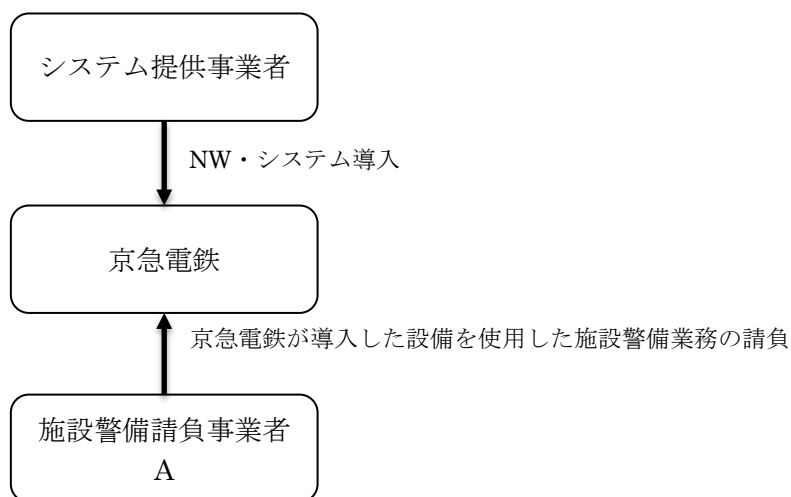 システム提供事業者
NW・システム導入
京急電鉄
京急電鉄が導入した設備を使用した施設警備業務の請負
施設警備請負事業者
A